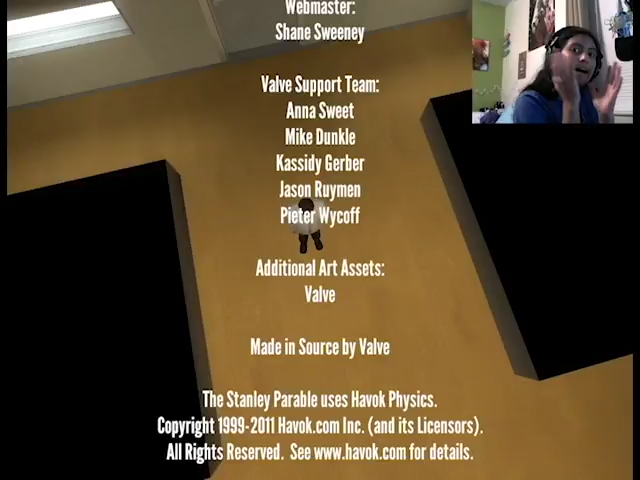 Webmaster:
Shane Sweeney
Valve Support Team:
Anna Sweet
Mike Dunkle
Kassidy Gerber
Jason Ruymen
Pieter Wycoff
Additional Art Assets:
Valve
Made in Source by Valve
The Stanley Parable uses Havok Physics.
Copyright 1999-2011 Havok.com Inc. (and its Licensors).
All Rights Reserved. See www.havok.com for details.